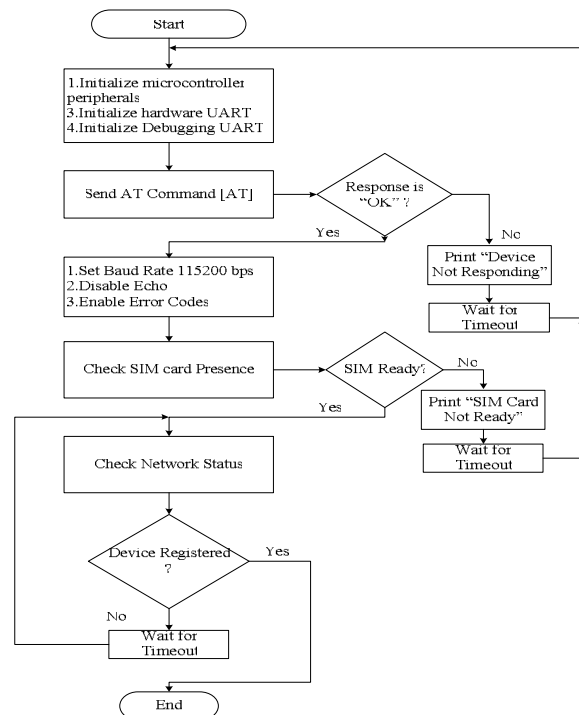 Start
1.Initialize microcontroller
peripherals
3.Initialize hardware UART
4.Initialize Debugging UART
Send AT Command [AT]
Response is
“OK” ?
Yes
No
Print “Device
Not Responding”
Wait for
Timeout
1.Set Baud Rate 115200 bps
2.Disable Echo
3.Enable Error Codes
Check SIM card Presence
SIM Ready?
No
Yes
Print “SIM Card
Not Ready”
Wait for
Timeout
Check Network Status
Device Registered
?
Yes
No
Wait for
Timeout
End